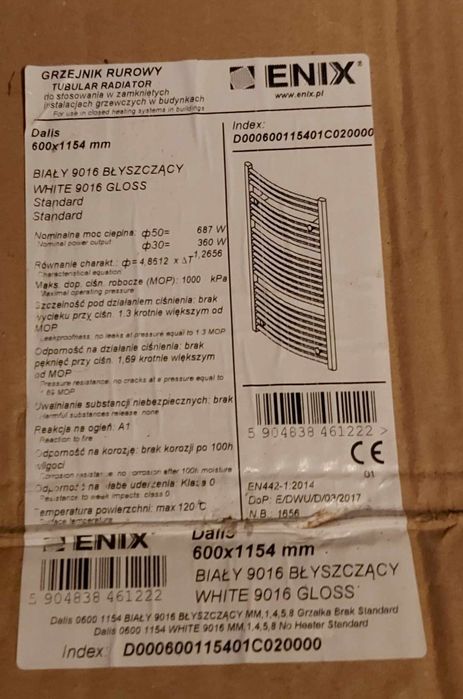 GRZEJNIK RUROWY
TUBULAR RADIATOR
do stosowania w zamkniętych
instalacjach grzewczych w budynkach
For use in closed heating systems in buildings
ENIX®
www.enix.pl
Dalis
600x1154 mm
Index:
D000600115401C020000
BIAŁY 9016 BŁYSZCZĄCY
WHITE 9016 GLOSS
Standard
Standard
Nominalna moc cieplna: ф50= 687 W
Nominal power output ф30= 360 W
Równanie charakt.: ф= 4,8612 x ΔT^1,2656
Characteristical equation
Maks. dop. ciśn. robocze (MOP): 1000 kPa
Maximal operating pressure
Szczelność pod działaniem ciśnienia: brak
wycieku przy ciśn. 1.3 krotnie większym od
MOP
Leakproofness: no leaks at pressure equal to 1.3 MOP
Odporność na działanie ciśnienia: brak
pęknięć przy ciśn. 1,69 krotnie większym
od MOP
Pressure resistance: no cracks at a pressure equal to
1.69 MOP
Uwalnianie substancji niebezpiecznych: brak
Harmful substances release: none
Reakcja na ogień: A1
Reaction to fire
Odporność na korozję: brak korozji po 100h
wilgoci
Corrosion resistance: no corrosion after 100h moisture
Odporność na słabe uderzenia: Klasa 0
Resistance to weak impacts: class 0
Temperatura powierzchni: max 120°C
Surface temperature
5 904838 461222 >
CE
01
EN442-1:2014
DoP: E/DWU/D/03/2017
N.B.: 1656
ENIX
5 904838 461222
Dalis
600x1154 mm
BIAŁY 9016 BŁYSZCZĄCY
WHITE 9016 GLOSS
Dalis 0600 1154 BIAŁY 9016 BŁYSZCZĄCY MM,1,4,5,8 Grzałka Brak Standard
Dalis 0600 1154 WHITE 9016 MM,1,4,5,8 No Heater Standard
Index: D000600115401C020000